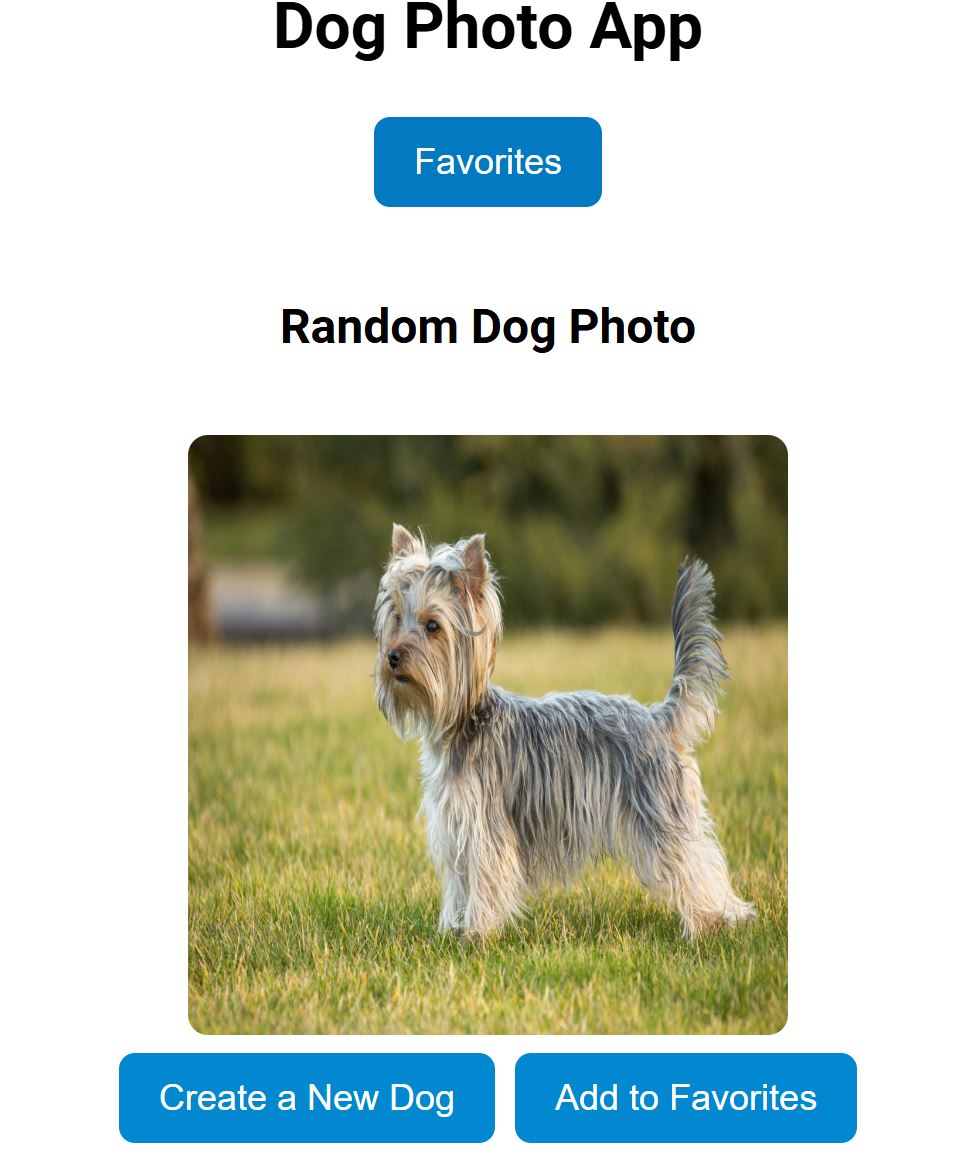 Dog Photo App
Favorites
Random Dog Photo
Create a New Dog
Add to Favorites